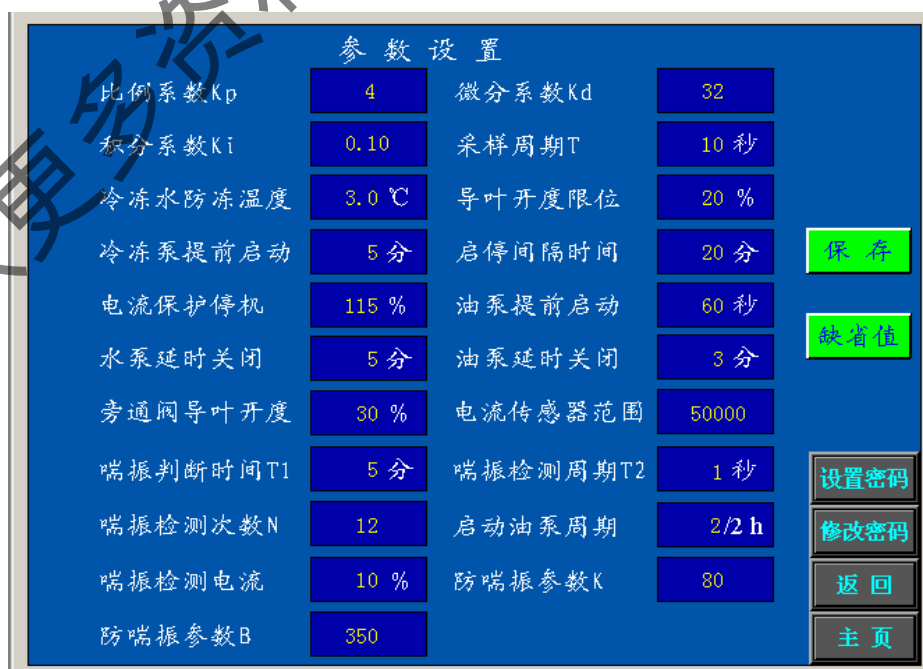 更多资料
参数设置
比例系数Kp 4 微分系数Kd 32
积分系数Ki 0.10 采样周期T 10 秒
冷冻水防冻温度 3.0 ℃ 导叶开度限位 20 %
冷冻泵提前启动 5 分 启停间隔时间 20 分 保存
电流保护停机 115 % 油泵提前启动 60 秒
缺省值
水泵延时关闭 5 分 油泵延时关闭 3 分
旁通阀导叶开度 30 % 电流传感器范围 50000
喘振判断时间T1 5 分 喘振检测周期T2 1 秒 设置密码
喘振检测次数N 12 启动油泵周期 2/2 h 修改密码
喘振检测电流 10 % 防喘振参数K 80 返回
防喘振参数B 350 主页